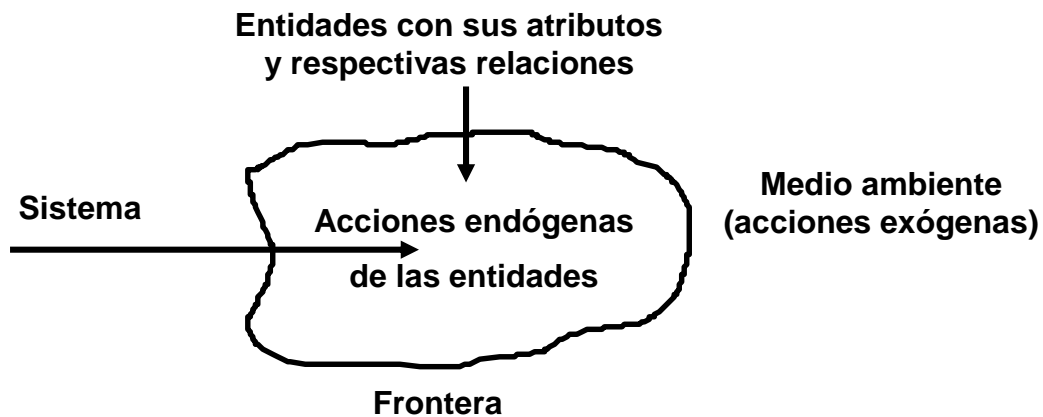 Entidades con sus atributos
y respectivas relaciones
Sistema
Acciones endógenas
de las entidades
Medio ambiente
(acciones exógenas)
Frontera